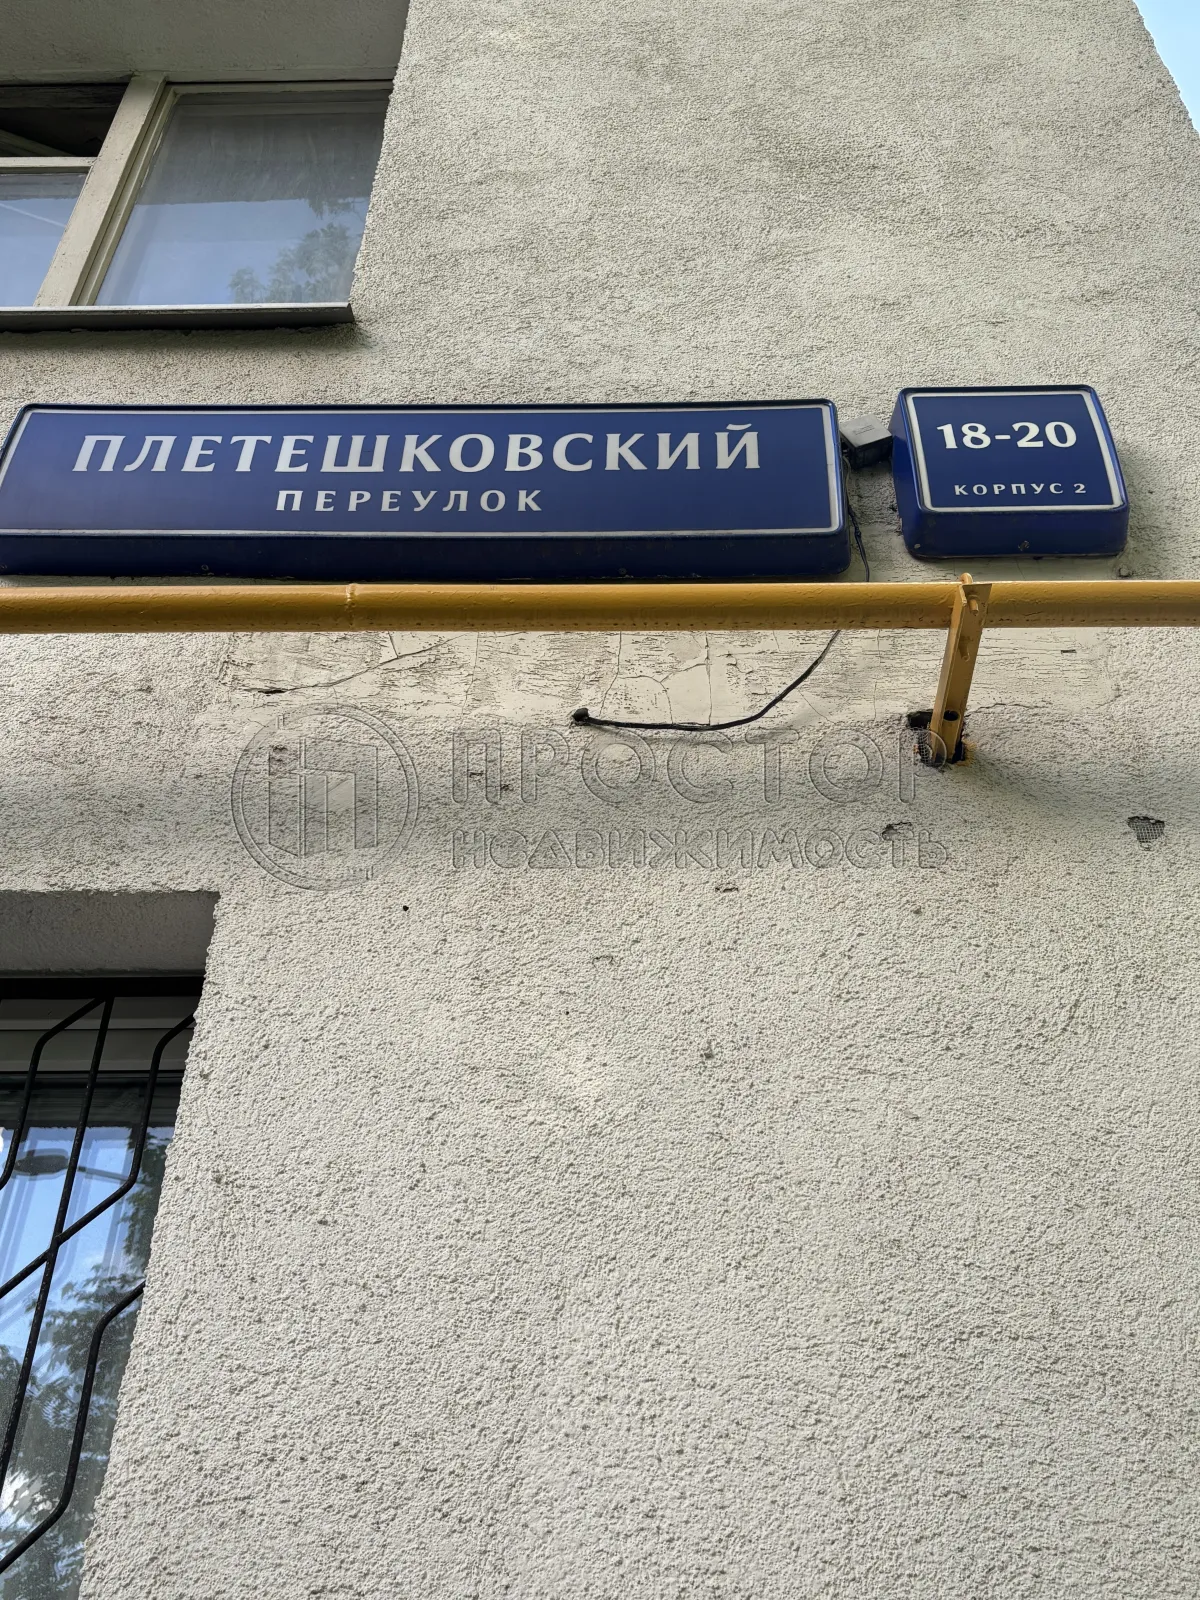 ПЛЕТЕШКОВСКИЙ
ПЕРЕУЛОК
18-20
КОРПУС 2
ПРОСТОР
НЕДВИЖИМОСТЬ